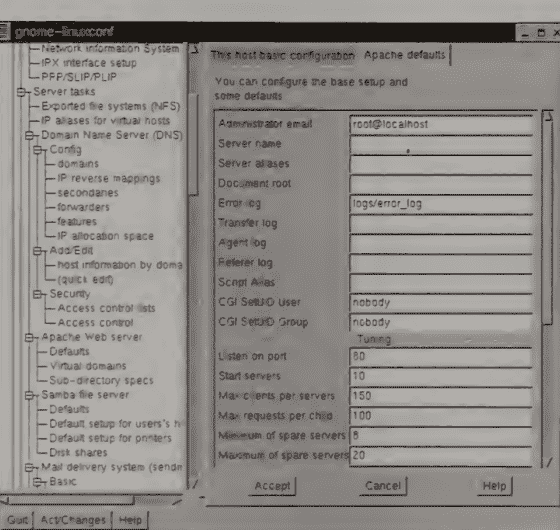 gnome-linuxconf
Network Information System
IPX interface setup
PPP/SLIP/PLIP
Server tasks
Exported file systems (NFS)
IP aliases for virtual hosts
Domain Name Server (DNS)
Config
domains
IP reverse mappings
secondaries
forwarders
features
IP allocation space
Add/Edit
host information by doma
(quick edit)
Security
Access control lists
Access control
Apache Web server
Defaults
Virtual domains
Sub-directory specs
Samba file server
Defaults
Default setup for users's h
Default setup for printers
Disk shares
Mail delivery system (sendm
Basic
Quit Act/Changes Help
This host basic configuration Apache defaults
You can configure the base setup and
some defaults
Administrator email root@localhost
Server name
Server aliases
Document root
Error log logs/error_log
Transfer log
Agent log
Referer log
Script Alias
CGI SetUID User nobody
CGI SetUID Group nobody
Tuning
Listen on port 80
Start servers 10
Max clients per servers 150
Max requests per child 100
Minimum of spare servers 8
Maximum of spare servers 20
Accept Cancel Help